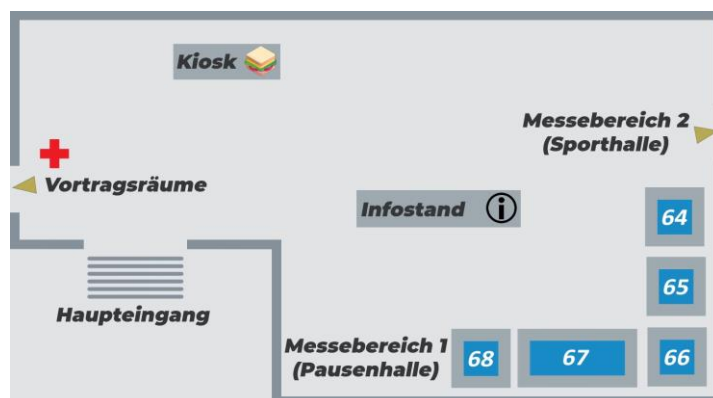 Kiosk
Messebereich 2
(Sporthalle)
Vortragsräume
Infostand i
64
65
Haupteingang
Messebereich 1
(Pausenhalle)
68
67
66